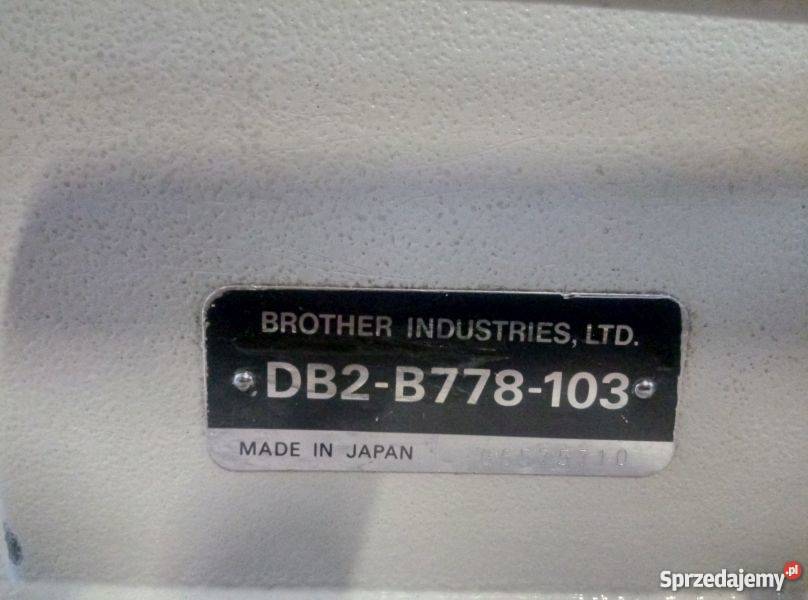 BROTHER INDUSTRIES, LTD.
DB2-B778-103
MADE IN JAPAN
Sprzedajemy.pl